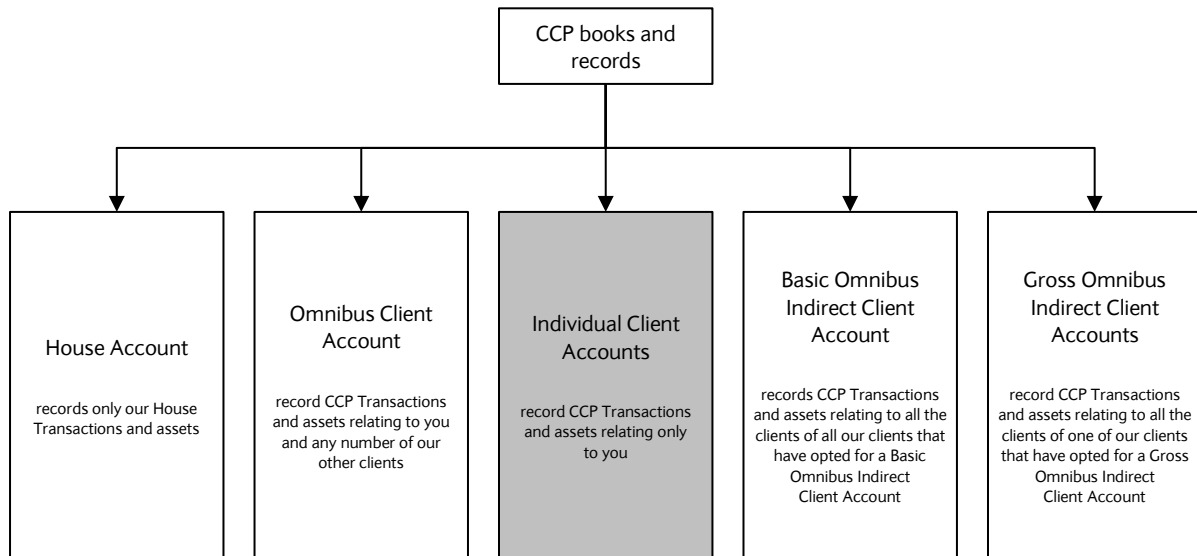 CCP books and
records
House Account
records only our House
Transactions and assets
Omnibus Client
Account
record CCP Transactions
and assets relating to you
and any number of our
other clients
Individual Client
Accounts
record CCP Transactions
and assets relating only
to you
Basic Omnibus
Indirect Client
Account
records CCP Transactions
and assets relating to all the
clients of all our clients that
have opted for a Basic
Omnibus Indirect
Client Account
Gross Omnibus
Indirect Client
Accounts
record CCP Transactions
and assets relating to all the
clients of one of our clients
that have opted for a Gross
Omnibus Indirect
Client Account